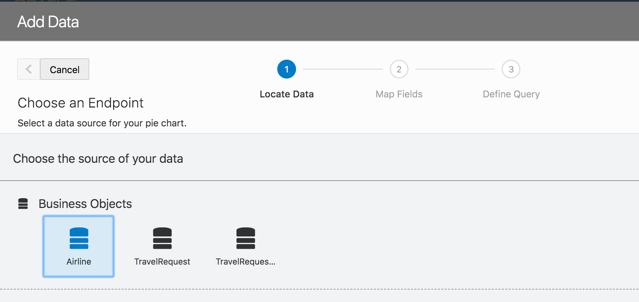 Add Data
Cancel
1
2
3
Locate Data
Map Fields
Define Query
Choose an Endpoint
Select a data source for your pie chart.
Choose the source of your data
Business Objects
Airline
TravelRequest
TravelReques...